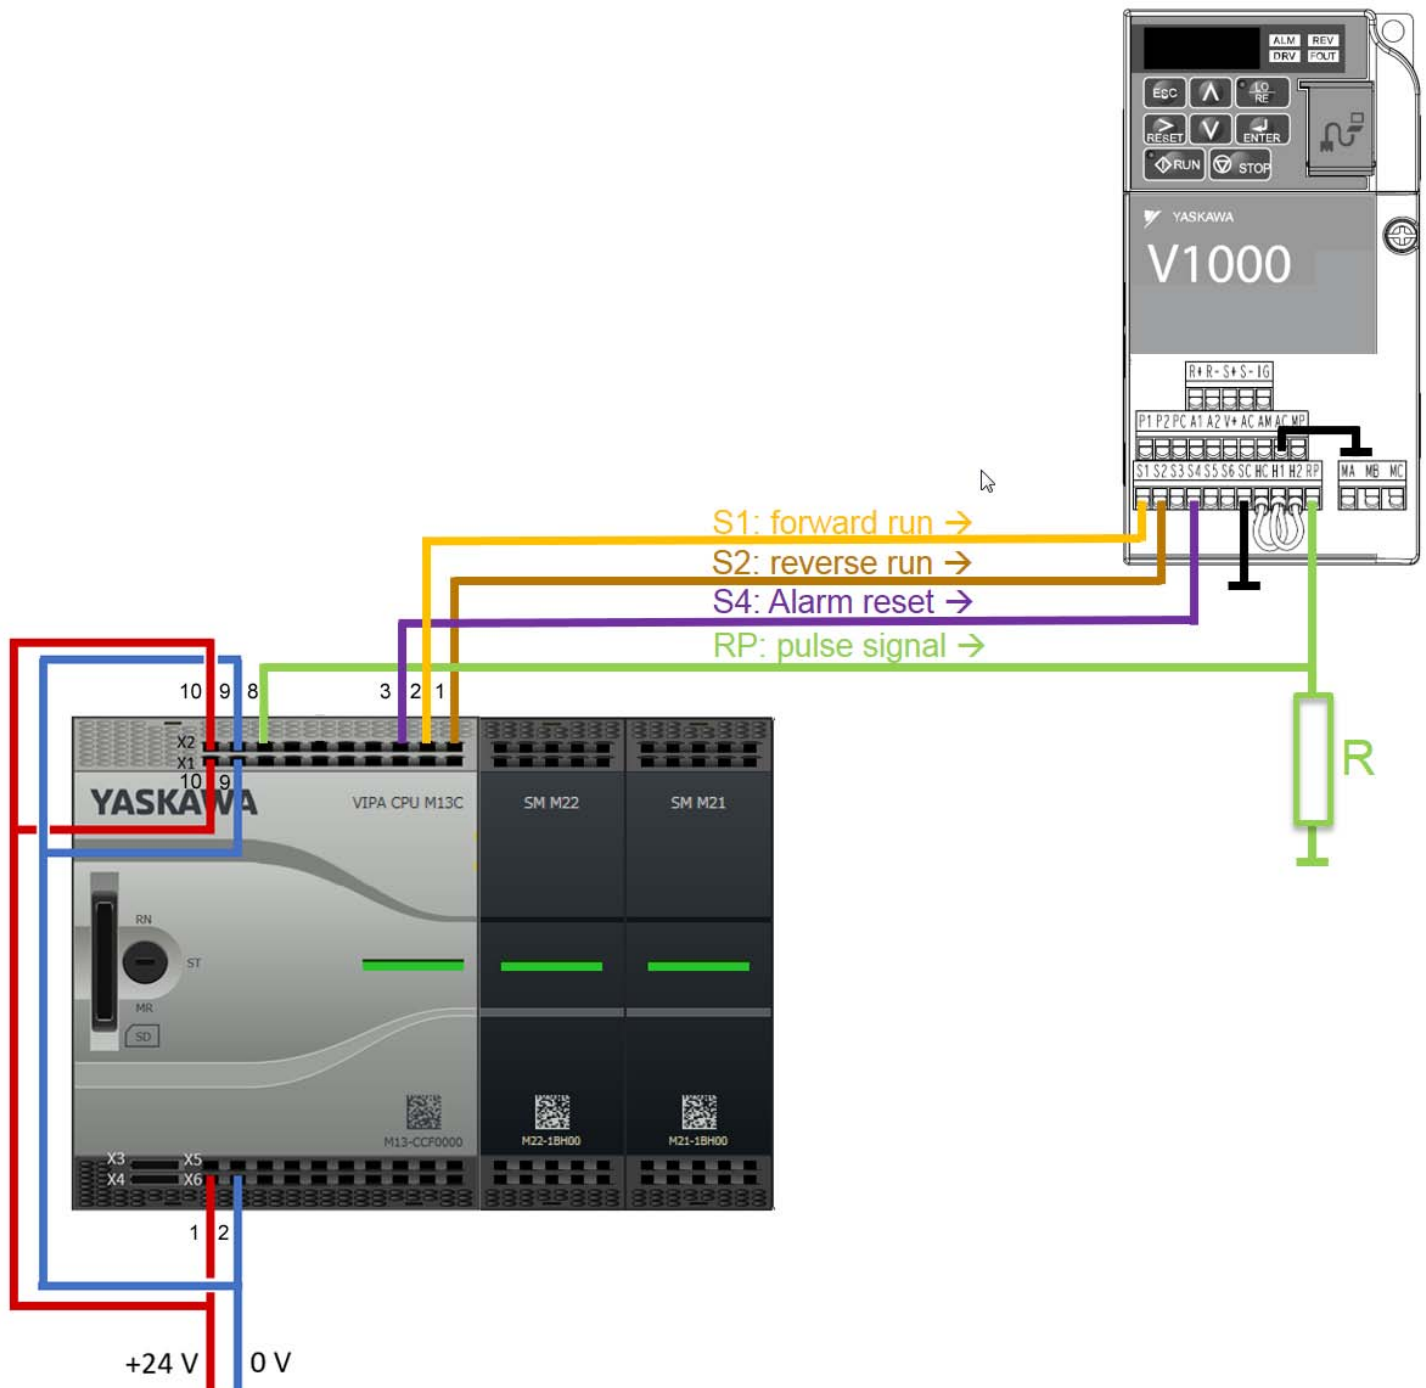 ALM REV
DRV FOUT
ESC LO RE
RESET ENTER
RUN STOP
YASKAWA
V1000
R+ R- S+ S- IG
P1 P2 PC A1 A2 V+ AC AM AC MP
S1 S2 S3 S4 S5 S6 SC HC H1 H2 RP
MA MB MC
S1: forward run →
S2: reverse run →
S4: Alarm reset →
RP: pulse signal →
10 9 8 3 2 1
X2
X1
10 9
R
YASKAWA
VIPA CPU M13C
SM M22
SM M21
RN
ST
MR
SD
M13-CCF0000
M22-1BH00
M21-1BH00
X3 X5
X4 X6
1 2
+24 V 0 V